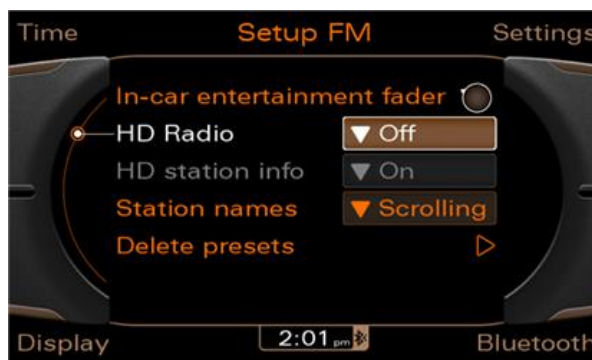 Time Setup FM Settings
In-car entertainment fader
HD Radio Off
HD station info On
Station names Scrolling
Delete presets
Display 2:01 pm Bluetooth